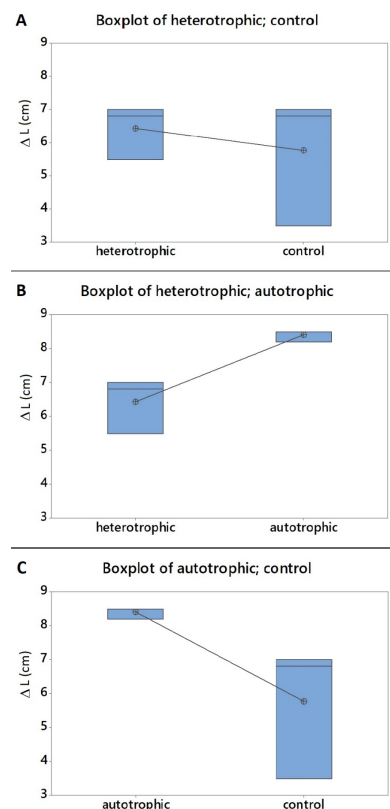 A Boxplot of heterotrophic; control
9
8
7
6
5
4
3
Δ L (cm)
heterotrophic control
B Boxplot of heterotrophic; autotrophic
9
8
7
6
5
4
3
Δ L (cm)
heterotrophic autotrophic
C Boxplot of autotrophic; control
9
8
7
6
5
4
3
Δ L (cm)
autotrophic control